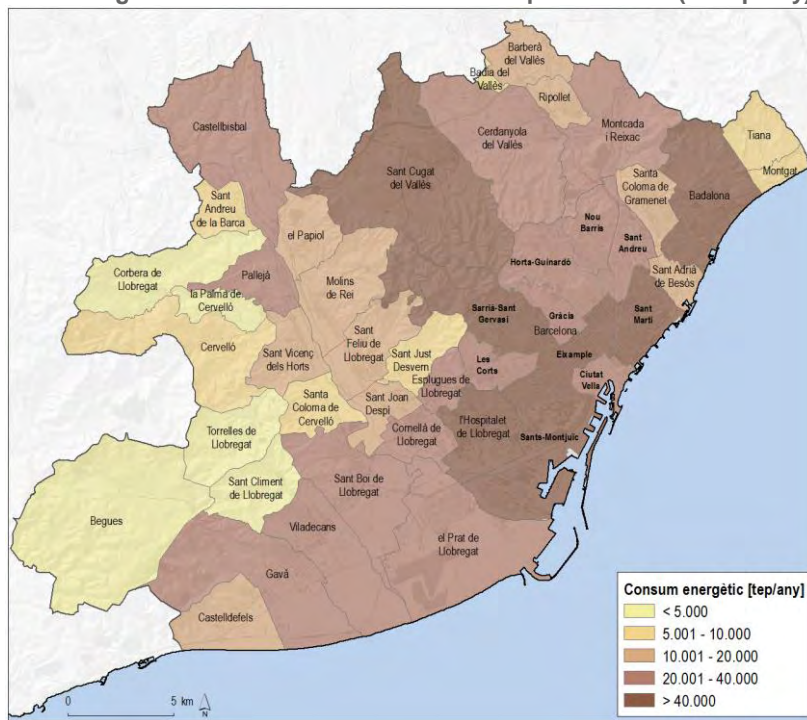 Barberà
del Vallès
Badia del
Vallès
Ripollet
Castellbisbal
Cerdanyola
del Vallès
Montcada
i Reixac
Tiana
Montgat
Sant Cugat
del Vallès
Santa
Coloma de
Gramenet
Badalona
Sant
Andreu
de la Barca
el Papiol
Nou
Barris
Sant
Andreu
Horta-Guinardó
Corbera de
Llobregat
Pallejà
Molins
de Rei
Sant Adrià
de Besòs
la Palma de
Cervelló
Sarrià-Sant
Gervasi
Gràcia
Sant
Martí
Barcelona
Cervelló
Sant Vicenç
dels Horts
Sant
Feliu de
Llobregat
Sant Just
Desvern
Les
Corts
Eixample
Esplugues de
Llobregat
Ciutat
Vella
Santa
Coloma de
Cervelló
Sant Joan
Despí
Cornellà de
Llobregat
l'Hospitalet
de Llobregat
Sants-Montjuïc
Torrelles de
Llobregat
Sant Climent
de Llobregat
Sant Boi de
Llobregat
Begues
Viladecans
el Prat de
Llobregat
Gavà
Castelldefels
Consum energètic [tep/any]
< 5.000
5.001 - 10.000
10.001 - 20.000
20.001 - 40.000
> 40.000
0 5 km
N